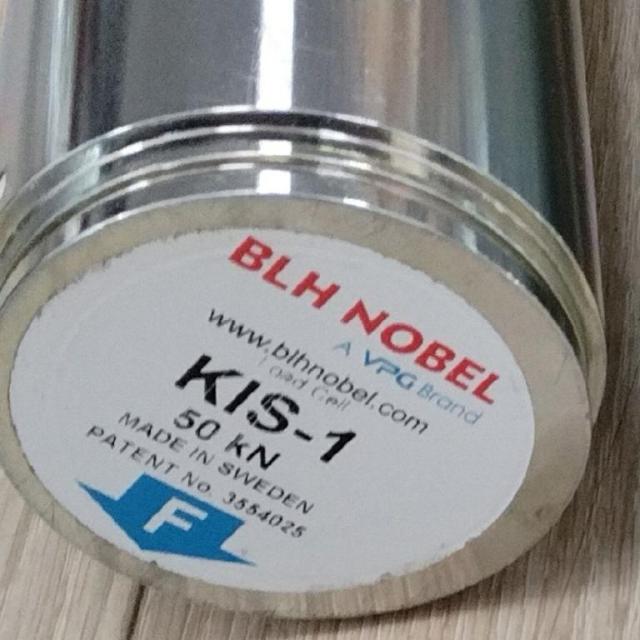 BLH NOBEL
A VPG Brand
www.blhnobel.com
Load Cell
KIS-1
50 kN
MADE IN SWEDEN
PATENT No. 3554025
F